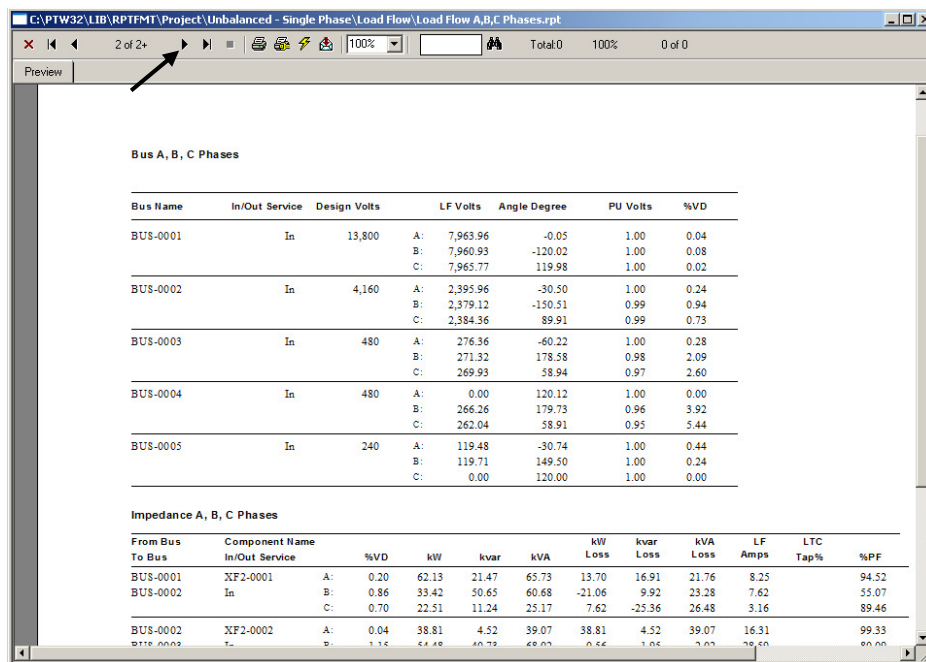 C:\PTW32\LIB\RPTFMT\Project\Unbalanced - Single Phase\Load Flow\Load Flow A,B,C Phases.rpt
2 of 2+ 100% Total:0 100% 0 of 0
Preview
Bus A, B, C Phases
Bus Name In/Out Service Design Volts LF Volts Angle Degree PU Volts %VD
BUS-0001 In 13,800 A: 7,963.96 -0.05 1.00 0.04
B: 7,960.93 -120.02 1.00 0.08
C: 7,965.77 119.98 1.00 0.02
BUS-0002 In 4,160 A: 2,395.96 -30.50 1.00 0.24
B: 2,379.12 -150.51 0.99 0.94
C: 2,384.36 89.91 0.99 0.73
BUS-0003 In 480 A: 276.36 -60.22 1.00 0.28
B: 271.32 178.58 0.98 2.09
C: 269.93 58.94 0.97 2.60
BUS-0004 In 480 A: 0.00 120.12 1.00 0.00
B: 266.26 179.73 0.96 3.92
C: 262.04 58.91 0.95 5.44
BUS-0005 In 240 A: 119.48 -30.74 1.00 0.44
B: 119.71 149.50 1.00 0.24
C: 0.00 120.00 1.00 0.00
Impedance A, B, C Phases
From Bus Component Name kW kvar kVA LF LTC
To Bus In/Out Service %VD kW kvar kVA Loss Loss Loss Amps Tap% %PF
BUS-0001 XF2-0001 A: 0.20 62.13 21.47 65.73 13.70 16.91 21.76 8.25 94.52
BUS-0002 In B: 0.86 33.42 50.65 60.68 -21.06 9.92 23.28 7.62 55.07
C: 0.70 22.51 11.24 25.17 7.62 -25.36 26.48 3.16 89.46
BUS-0002 XF2-0002 A: 0.04 38.81 4.52 39.07 38.81 4.52 39.07 16.31 99.33